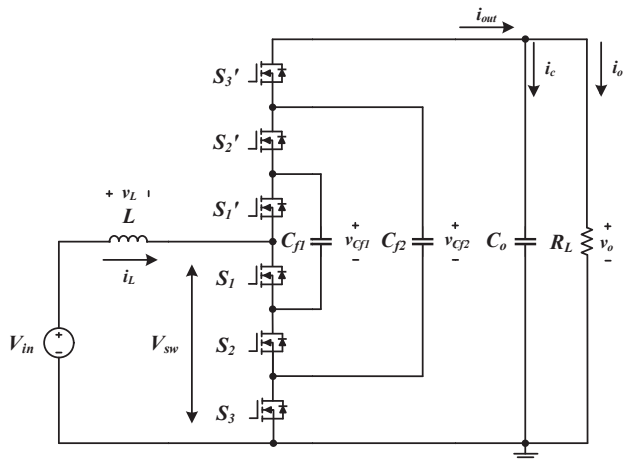 i_out
S_3'
i_c
i_o
S_2'
+ v_L -
L
S_1'
C_f1
+
v_Cf1
-
C_f2
+
v_Cf2
-
C_o
R_L
+
v_o
-
i_L
S_1
V_in
+
-
V_sw
S_2
S_3